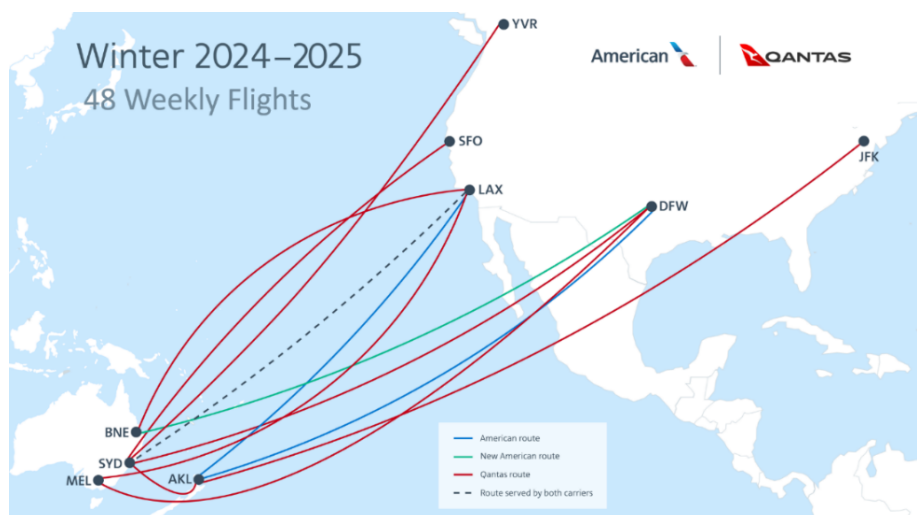 Winter 2024–2025
48 Weekly Flights
American
QANTAS
YVR
SFO
JFK
LAX
DFW
BNE
SYD
MEL
AKL
American route
New American route
Qantas route
Route served by both carriers